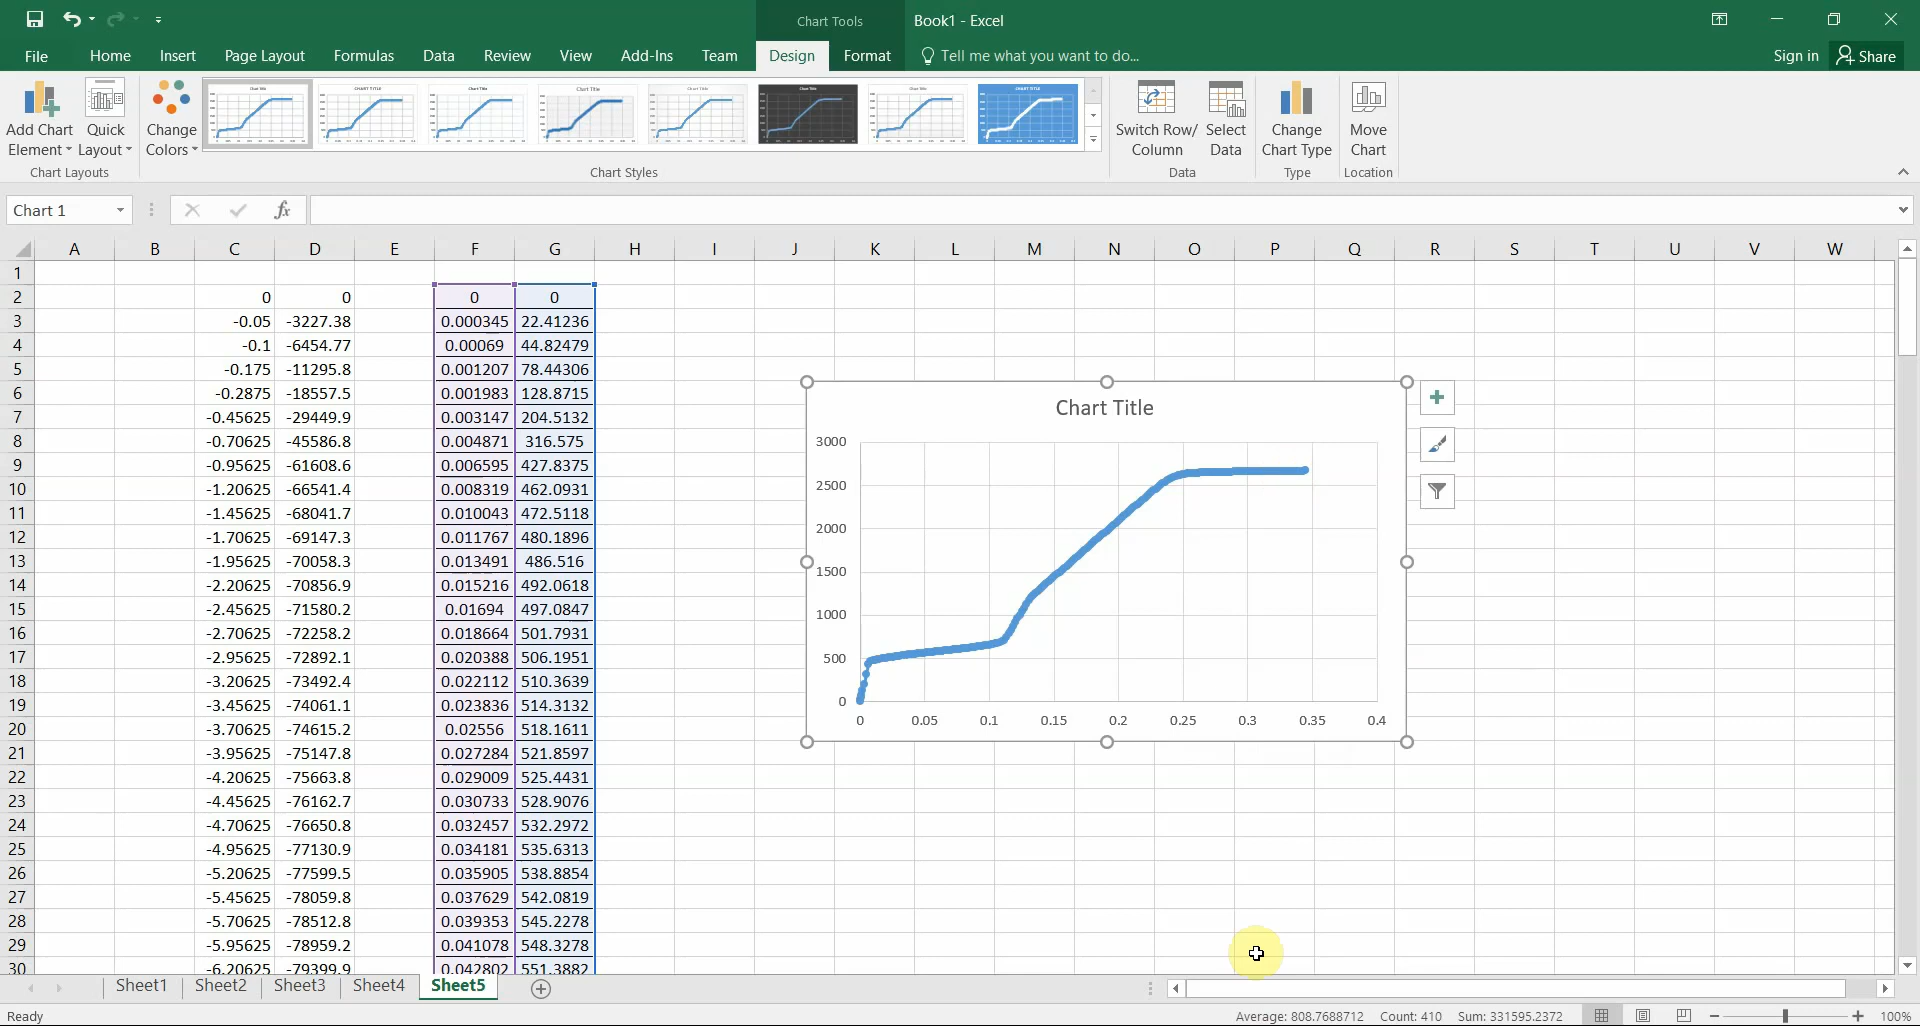 Chart Tools Book1 - Excel
File Home Insert Page Layout Formulas Data Review View Add-Ins Team Design Format Tell me what you want to do... Sign in Share
Add Chart Element Quick Layout Change Colors Switch Row/ Column Select Data Change Chart Type Move Chart
Chart Layouts Chart Styles Data Type Location
Chart 1 fx
A B C D E F G H I J K L M N O P Q R S T U V W
1
2 0 0 0 0
3 -0.05 -3227.38 0.000345 22.41236
4 -0.1 -6454.77 0.00069 44.82479
5 -0.175 -11295.8 0.001207 78.44306
6 -0.2875 -18557.5 0.001983 128.8715
7 -0.45625 -29449.9 0.003147 204.5132
8 -0.70625 -45586.8 0.004871 316.575
9 -0.95625 -61608.6 0.006595 427.8375
10 -1.20625 -66541.4 0.008319 462.0931
11 -1.45625 -68041.7 0.010043 472.5118
12 -1.70625 -69147.3 0.011767 480.1896
13 -1.95625 -70058.3 0.013491 486.516
14 -2.20625 -70856.9 0.015216 492.0618
15 -2.45625 -71580.2 0.01694 497.0847
16 -2.70625 -72258.2 0.018664 501.7931
17 -2.95625 -72892.1 0.020388 506.1951
18 -3.20625 -73492.4 0.022112 510.3639
19 -3.45625 -74061.1 0.023836 514.3132
20 -3.70625 -74615.2 0.02556 518.1611
21 -3.95625 -75147.8 0.027284 521.8597
22 -4.20625 -75663.8 0.029009 525.4431
23 -4.45625 -76162.7 0.030733 528.9076
24 -4.70625 -76650.8 0.032457 532.2972
25 -4.95625 -77130.9 0.034181 535.6313
26 -5.20625 -77599.5 0.035905 538.8854
27 -5.45625 -78059.8 0.037629 542.0819
28 -5.70625 -78512.8 0.039353 545.2278
29 -5.95625 -78959.2 0.041078 548.3278
30 -6.20625 -79399.9 0.042802 551.3882
Chart Title
3000
2500
2000
1500
1000
500
0
0 0.05 0.1 0.15 0.2 0.25 0.3 0.35 0.4
Sheet1 Sheet2 Sheet3 Sheet4 Sheet5
Ready Average: 808.7688712 Count: 410 Sum: 331595.2372 100%